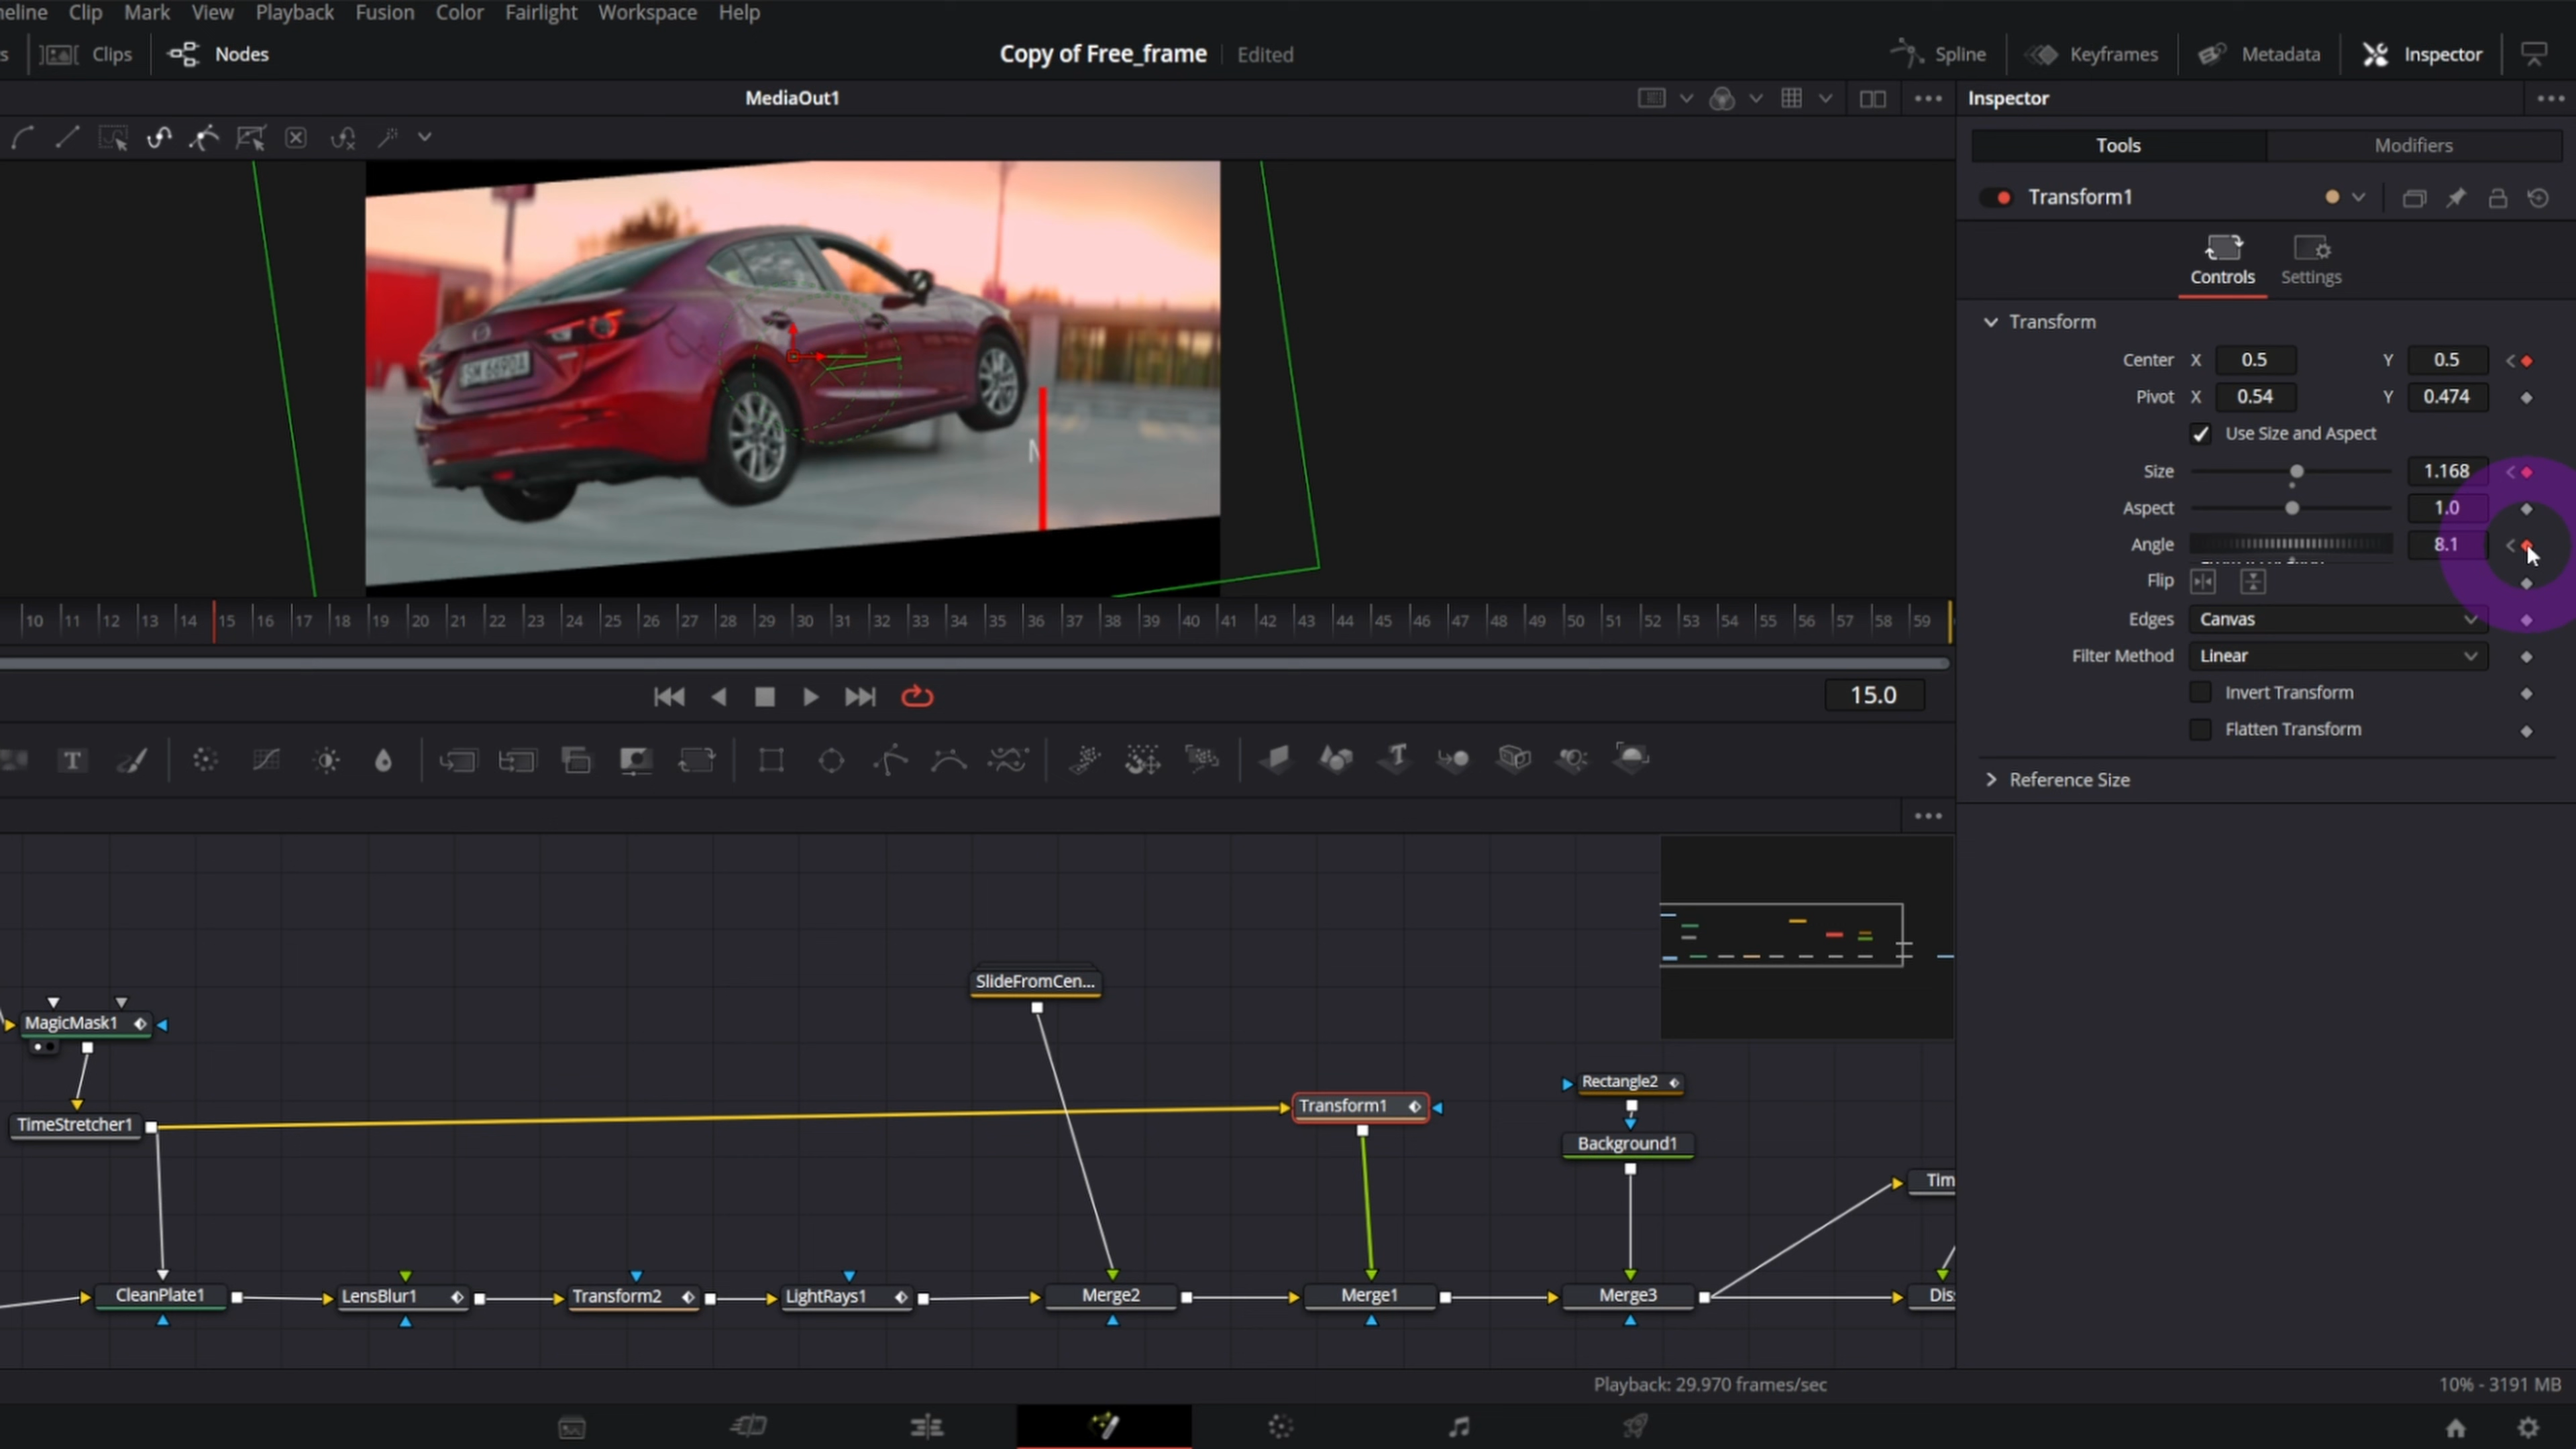 Clip Mark View Playback Fusion Color Fairlight Workspace Help
Clips Nodes Copy of Free_frame Edited Spline Keyframes Metadata Inspector
MediaOut1 Inspector
Tools Modifiers
Transform1
Controls Settings
Transform
Center X 0.5 Y 0.5
Pivot X 0.54 Y 0.474
Use Size and Aspect
Size 1.168
Aspect 1.0
Angle 8.1
Flip
Edges Canvas
Filter Method Linear
Invert Transform
Flatten Transform
Reference Size
10 11 12 13 14 15 16 17 18 19 20 21 22 23 24 25 26 27 28 29 30 31 32 33 34 35 36 37 38 39 40 41 42 43 44 45 46 47 48 49 50 51 52 53 54 55 56 57 58 59
15.0
SlideFromCen...
MagicMask1
TimeStretcher1
Transform1
Rectangle2
Background1
Tim
CleanPlate1 LensBlur1 Transform2 LightRays1 Merge2 Merge1 Merge3 Dis
Playback: 29.970 frames/sec 10% - 3191 MB